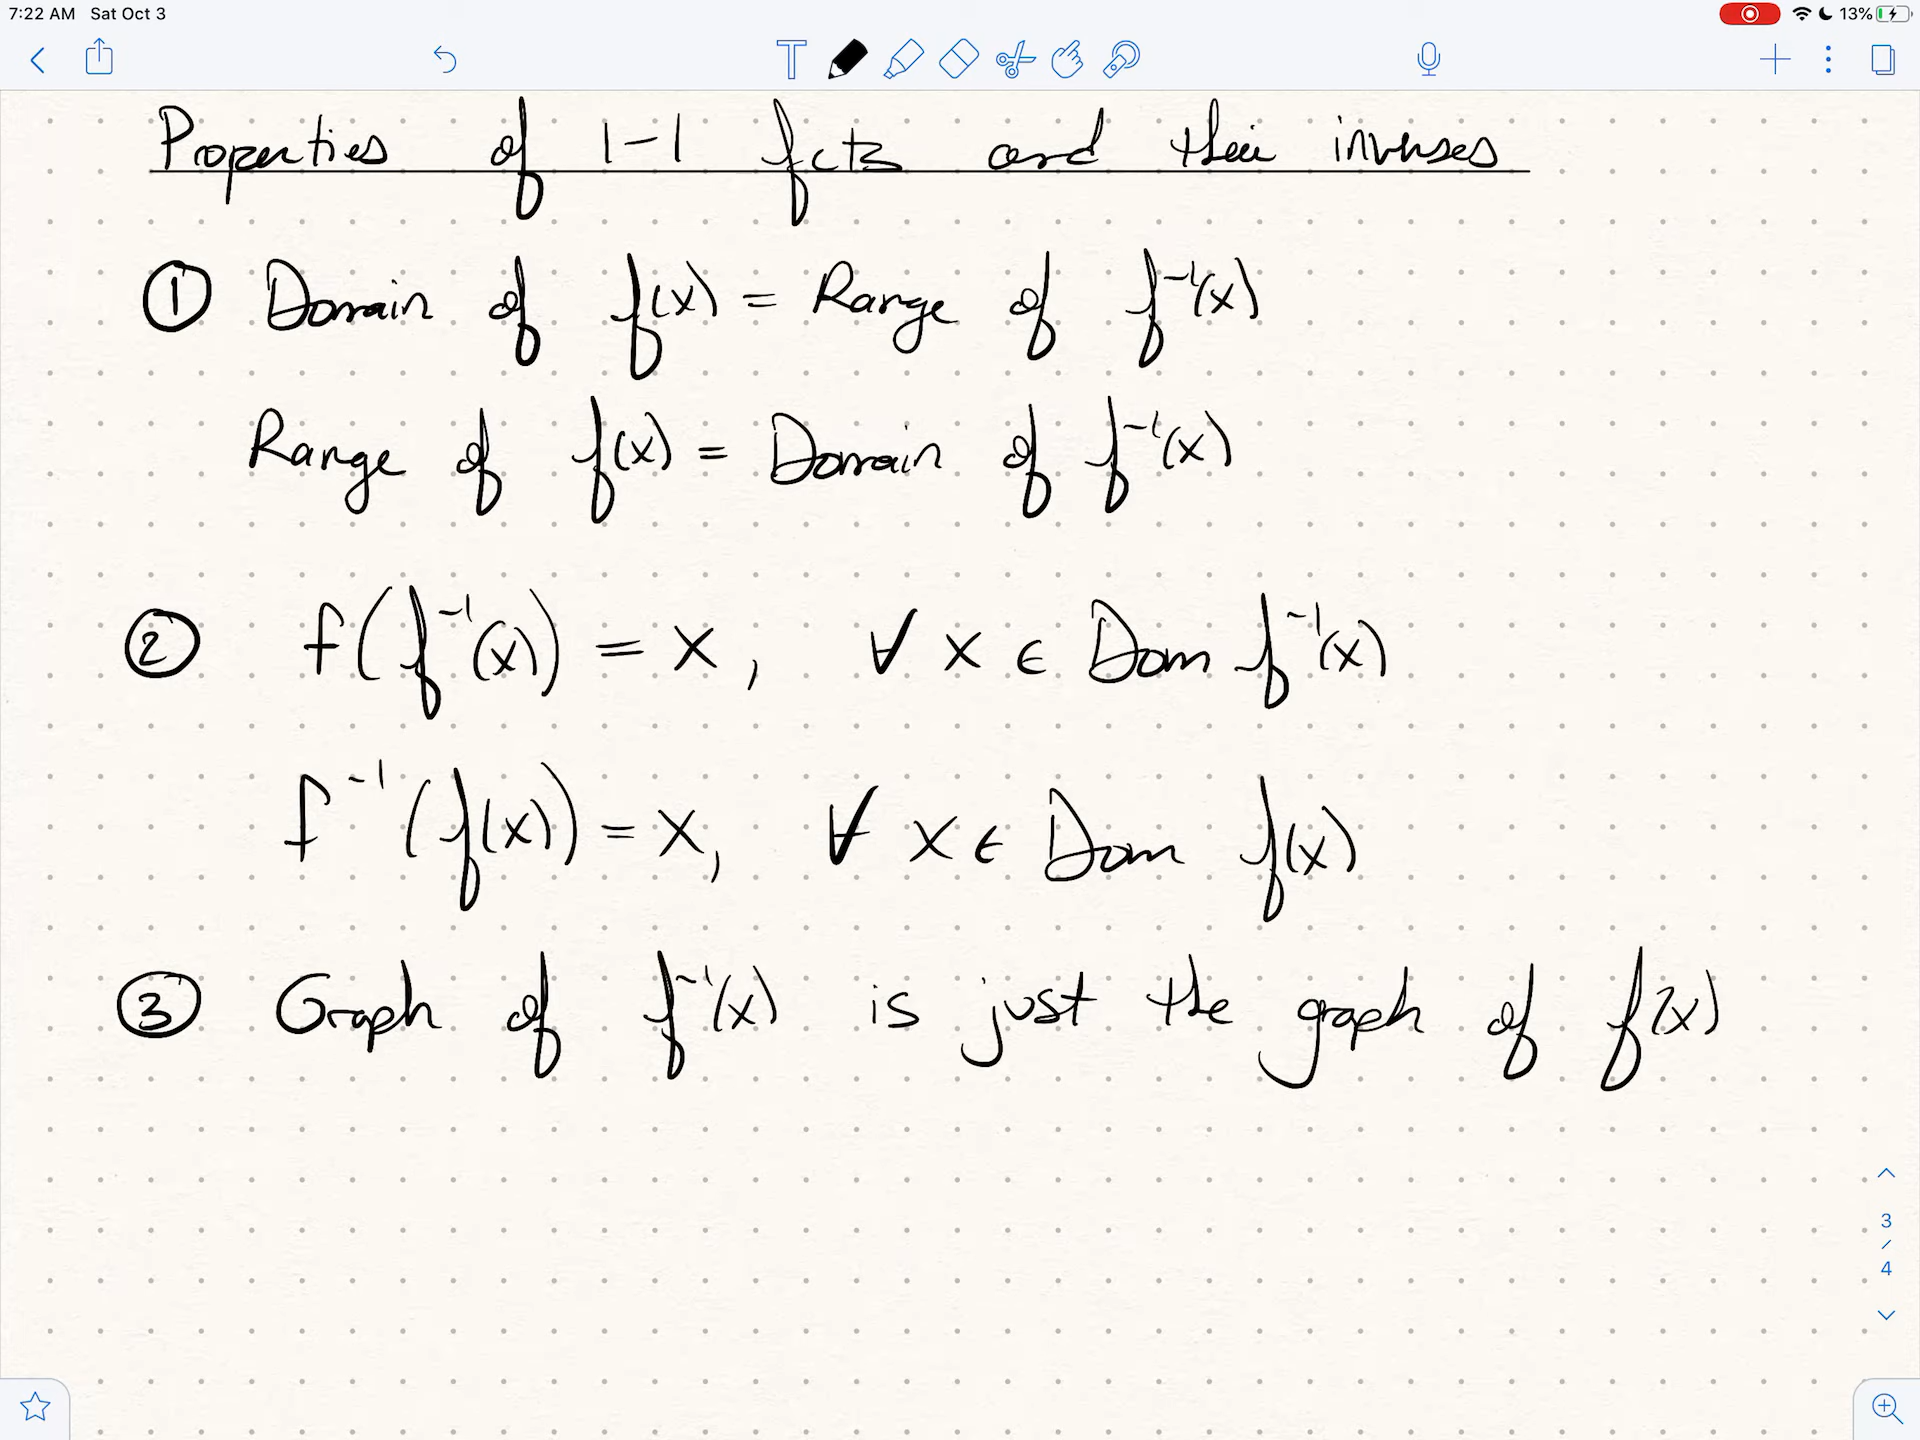 7:22 AM Sat Oct 3 13%
T
Properties of 1-1 fcts and their inverses
① Domain of f(x) = Range of f⁻¹(x)
Range of f(x) = Domain of f⁻¹(x)
② f(f⁻¹(x)) = x, ∀ x ∈ Dom f⁻¹(x)
f⁻¹(f(x)) = x, ∀ x ∈ Dom f(x)
③ Graph of f⁻¹(x) is just the graph of f(x)
3
/
4